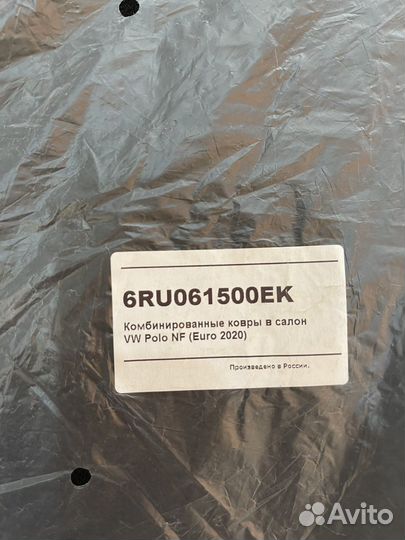 6RU061500EK
Комбинированные ковры в салон
VW Polo NF (Euro 2020)
Произведено в России.
Avito